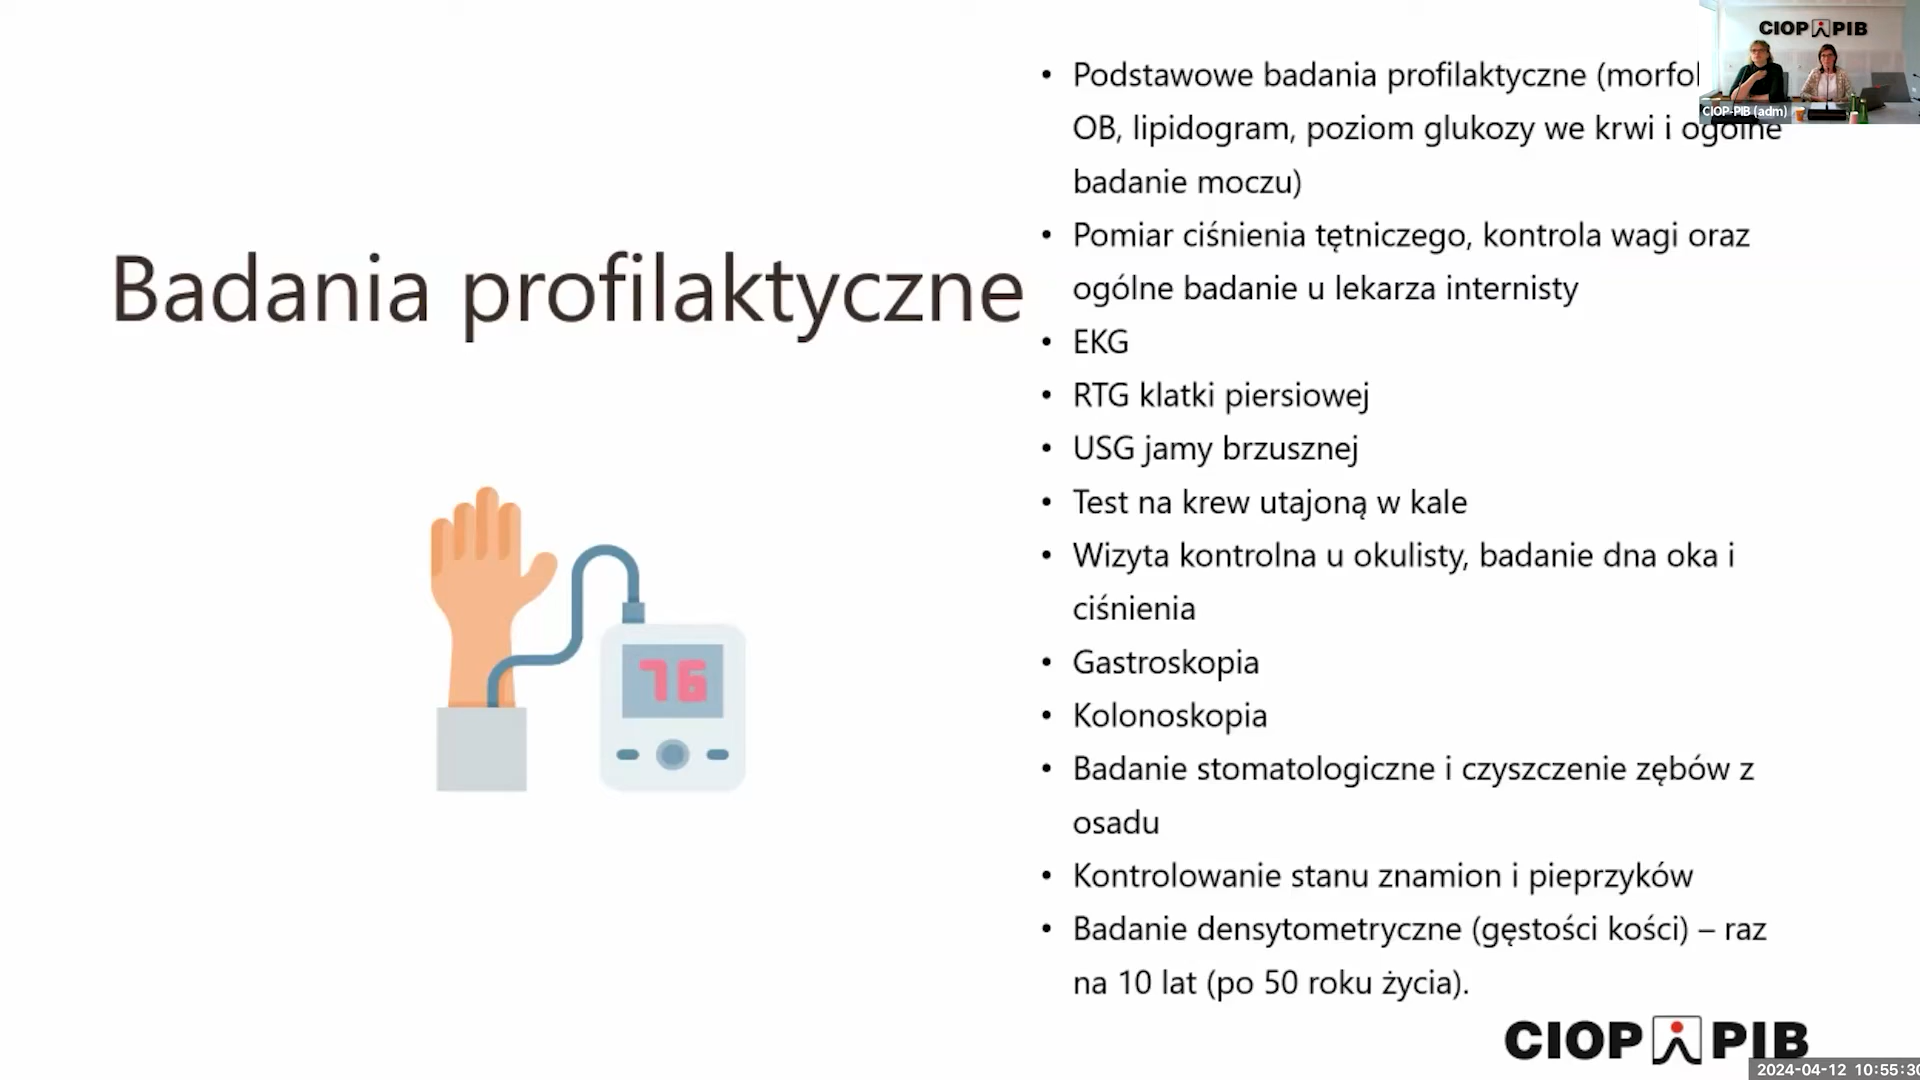 Badania profilaktyczne
76
• Podstawowe badania profilaktyczne
OB, lipidogram, poziom glukozy we krwi i ogólne
badanie moczu)
• Pomiar ciśnienia tętniczego, kontrola wagi oraz
ogólne badanie u lekarza internisty
• EKG
• RTG klatki piersiowej
• USG jamy brzusznej
• Test na krew utajoną w kale
• Wizyta kontrolna u okulisty, badanie dna oka i
ciśnienia
• Gastroskopia
• Kolonoskopia
• Badanie stomatologiczne i czyszczenie zębów z
osadu
• Kontrolowanie stanu znamion i pieprzyków
• Badanie densytometryczne (gęstości kości) – raz
na 10 lat (po 50 roku życia).
CIOP PIB
CIOP-PIB (adm)
CIOP PIB
2024-04-12 10:55:30